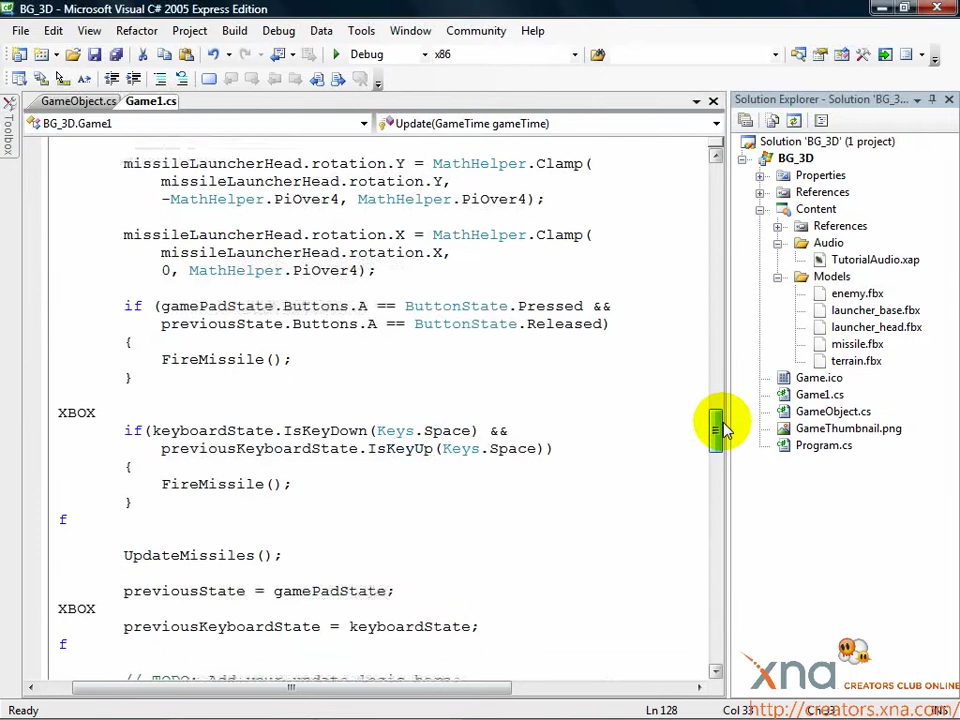 BG_3D - Microsoft Visual C# 2005 Express Edition
File Edit View Refactor Project Build Debug Data Tools Window Community Help
Debug x86
GameObject.cs Game1.cs
BG_3D.Game1 Update(GameTime gameTime)
Toolbox
missileLauncherHead.rotation.Y = MathHelper.Clamp(
missileLauncherHead.rotation.Y,
-MathHelper.PiOver4, MathHelper.PiOver4);
missileLauncherHead.rotation.X = MathHelper.Clamp(
missileLauncherHead.rotation.X,
0, MathHelper.PiOver4);
if (gamePadState.Buttons.A == ButtonState.Pressed &&
previousState.Buttons.A == ButtonState.Released)
{
FireMissile();
}
XBOX
if(keyboardState.IsKeyDown(Keys.Space) &&
previousKeyboardState.IsKeyUp(Keys.Space))
{
FireMissile();
}
f
UpdateMissiles();
previousState = gamePadState;
XBOX
previousKeyboardState = keyboardState;
f
// TODO: Add your update logic here
Solution Explorer - Solution 'BG_3...
Solution 'BG_3D' (1 project)
BG_3D
Properties
References
Content
References
Audio
TutorialAudio.xap
Models
enemy.fbx
launcher_base.fbx
launcher_head.fbx
missile.fbx
terrain.fbx
Game.ico
Game1.cs
GameObject.cs
GameThumbnail.png
Program.cs
xna CREATORS CLUB ONLINE
http://creators.xna.com/
Ready Ln 128 Col 33 INS